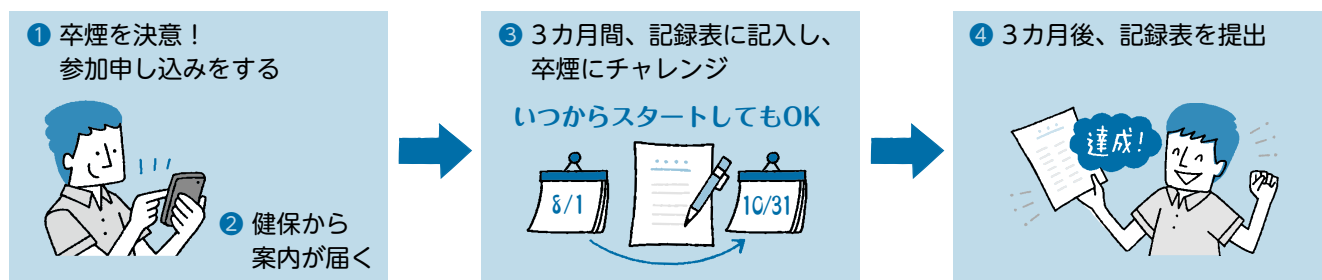 ❶ 卒煙を決意！
参加申し込みをする
❷ 健保から
案内が届く
❸ ３カ月間、記録表に記入し、
卒煙にチャレンジ
いつからスタートしてもOK
8/1
10/31
❹ ３カ月後、記録表を提出
達成！